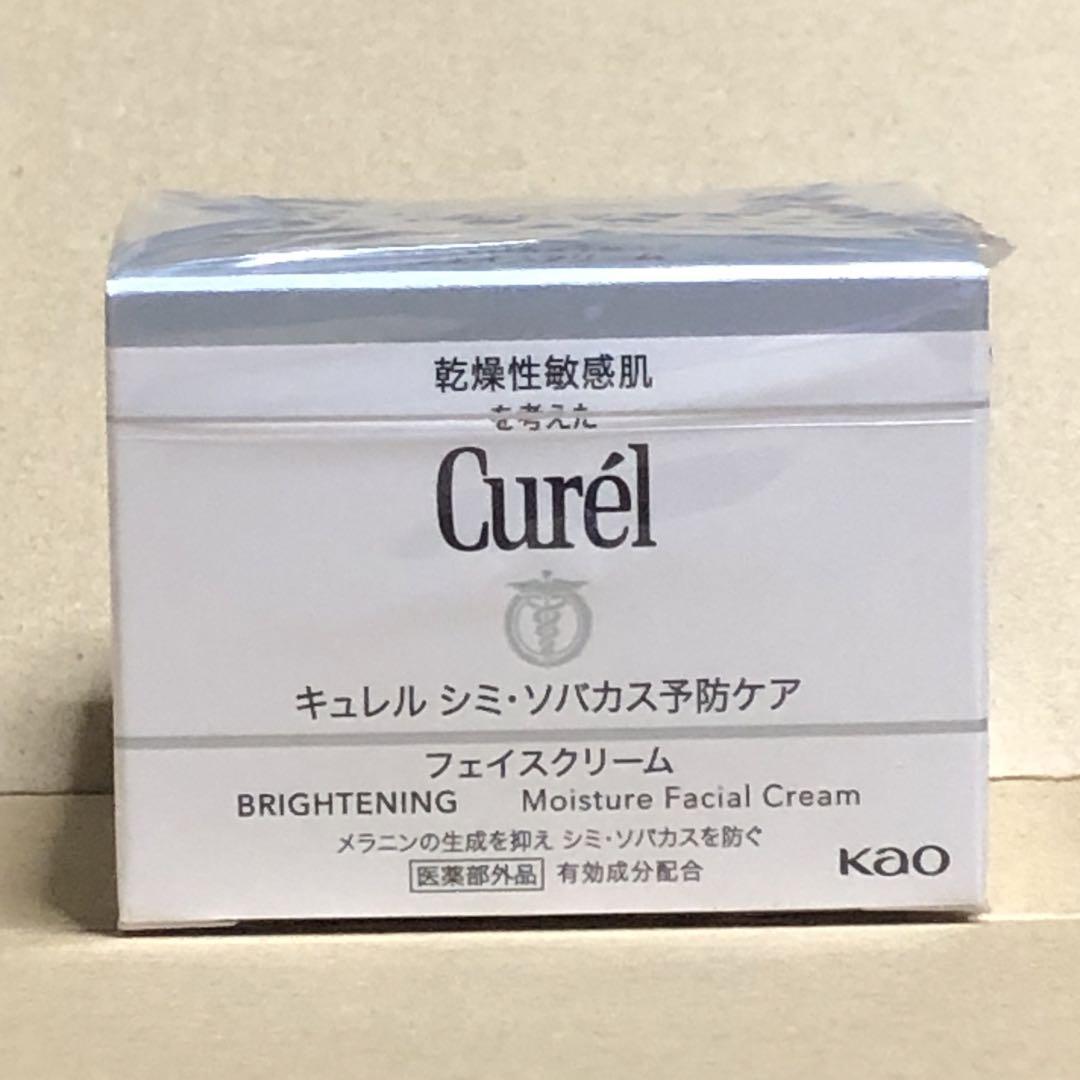 乾燥性敏感肌
を考えた
Curél
キュレル シミ・ソバカス予防ケア
フェイスクリーム
BRIGHTENING Moisture Facial Cream
メラニンの生成を抑え シミ・ソバカスを防ぐ
医薬部外品 有効成分配合
Kao